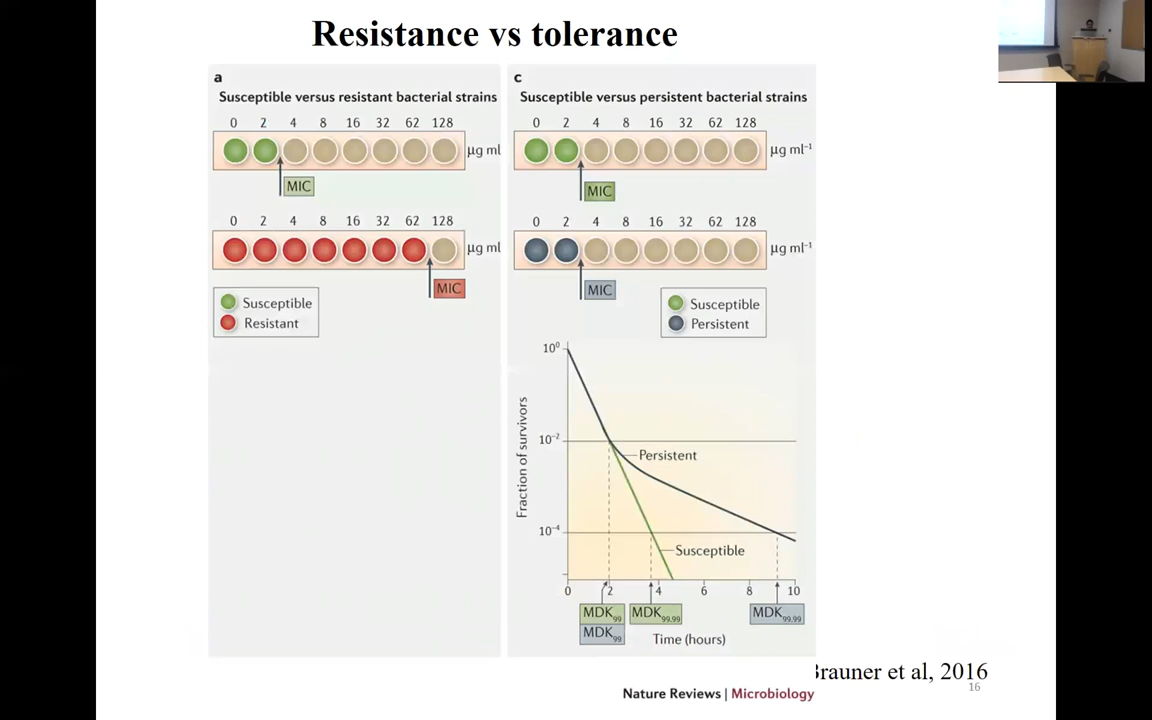 Resistance vs tolerance
a
Susceptible versus resistant bacterial strains
0 2 4 8 16 32 62 128
µg ml
MIC
0 2 4 8 16 32 62 128
µg ml
MIC
Susceptible
Resistant
c
Susceptible versus persistent bacterial strains
0 2 4 8 16 32 62 128
µg ml⁻¹
MIC
0 2 4 8 16 32 62 128
µg ml⁻¹
MIC
Susceptible
Persistent
Fraction of survivors
10⁰
10⁻²
10⁻⁴
Persistent
Susceptible
0 2 4 6 8 10
MDK₉₉ MDK₉₉.₉₉ MDK₉₉.₉₉
MDK₉₉
Time (hours)
rauner et al, 2016
16
Nature Reviews | Microbiology